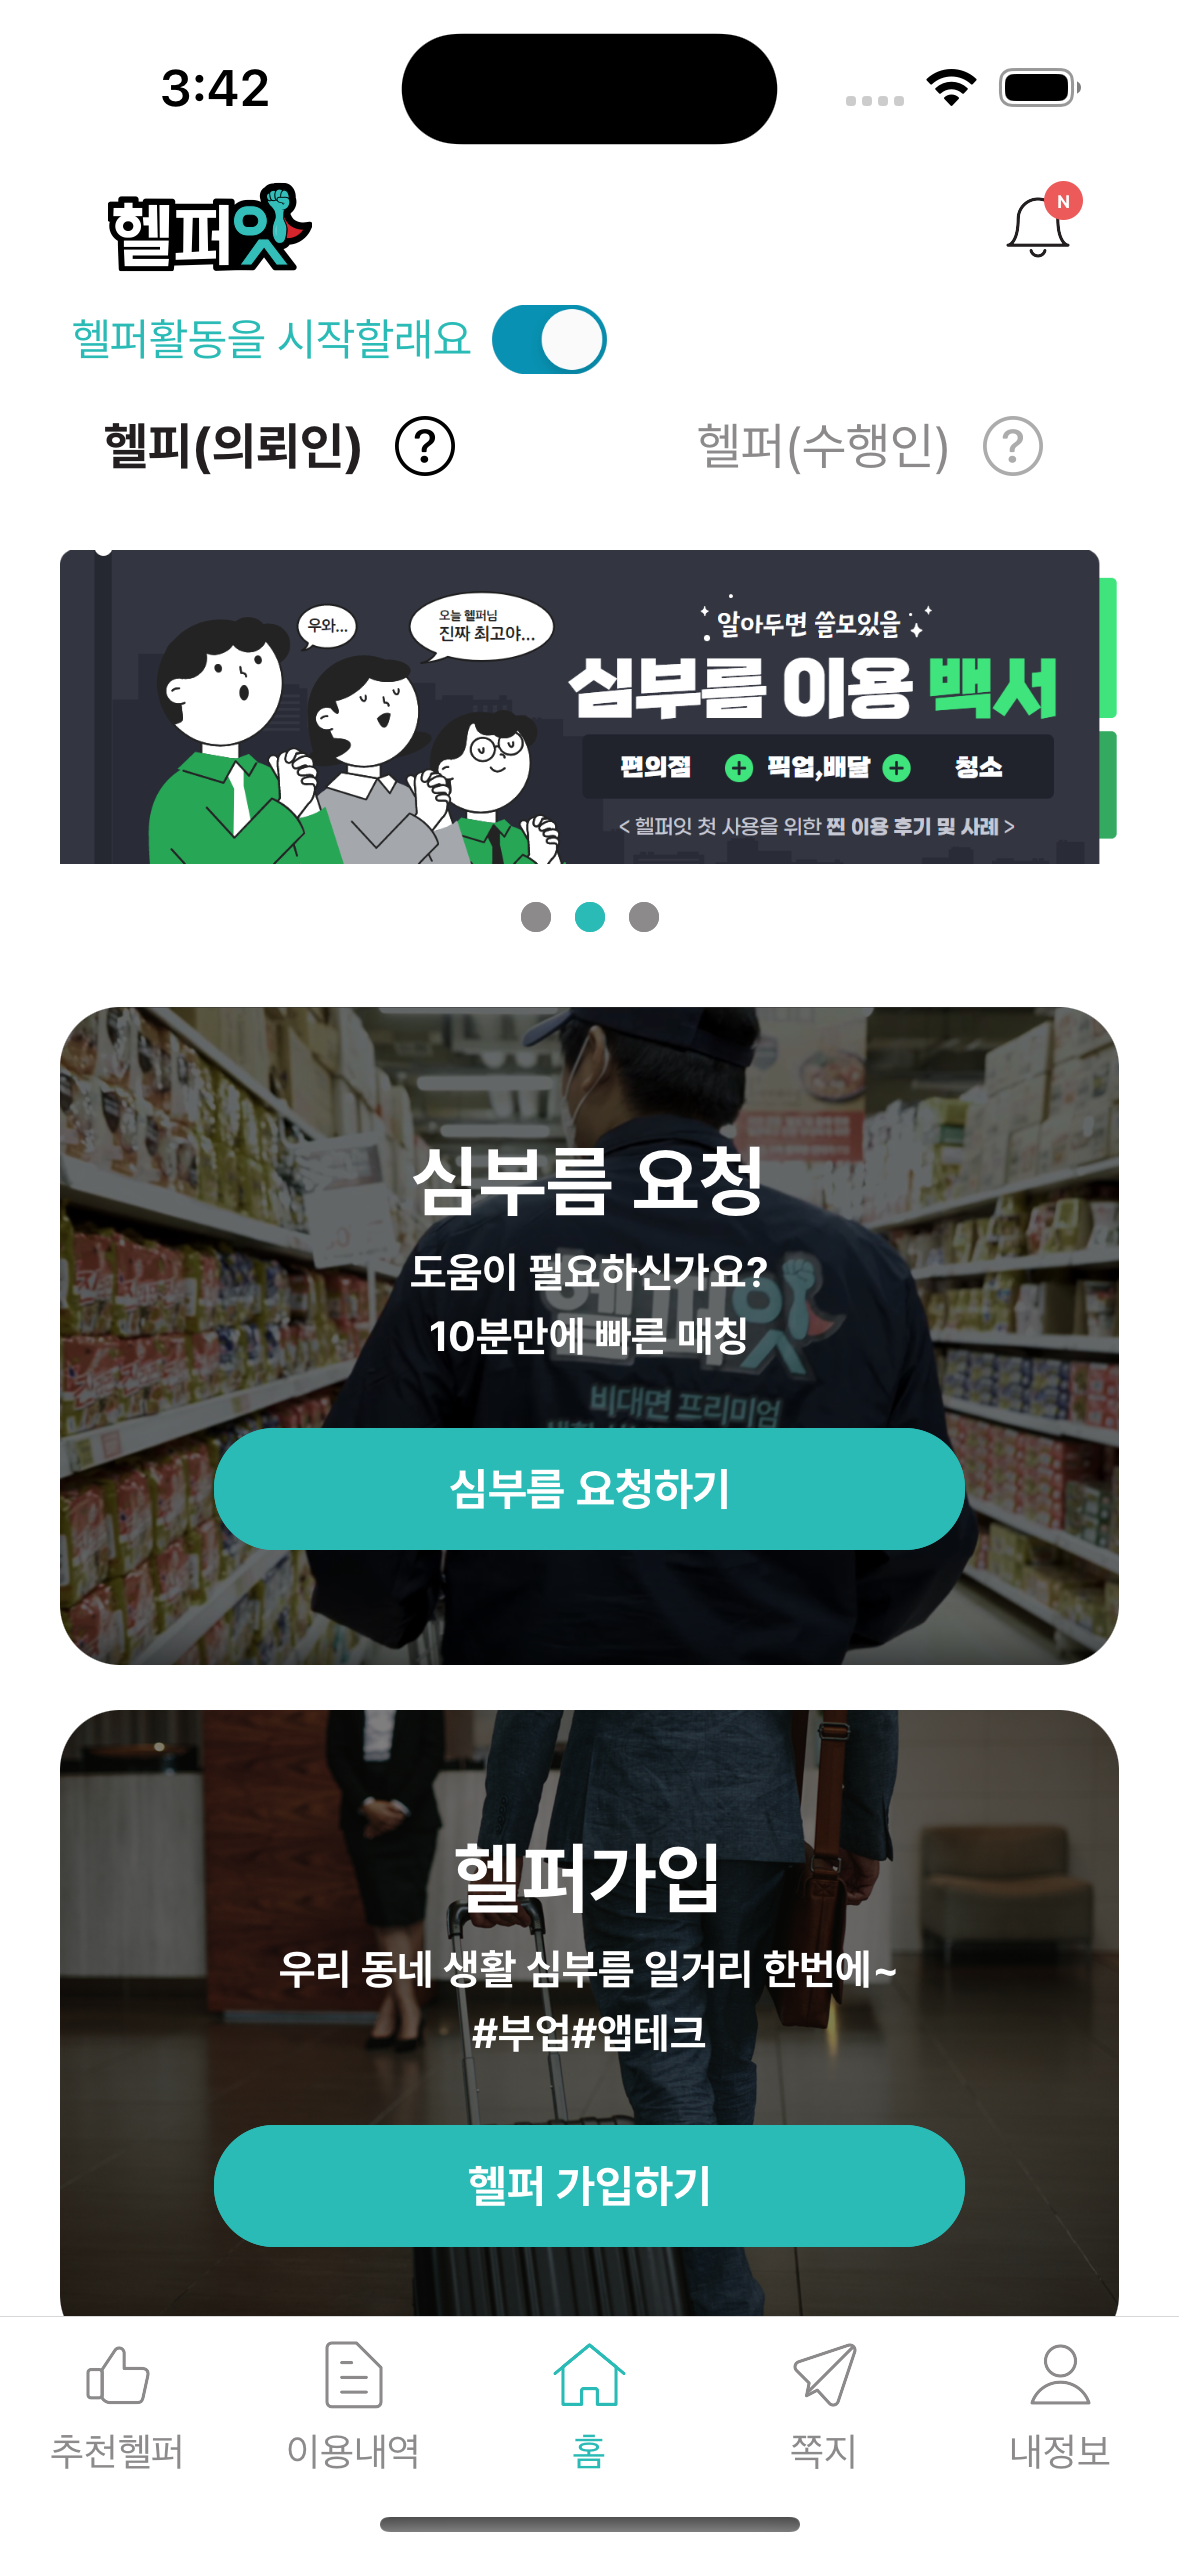 3:42
헬퍼잇
N
헬퍼활동을 시작할래요
헬피(의뢰인) ?
헬퍼(수행인) ?
우와...
오늘 헬퍼님
진짜 최고야...
알아두면 쓸모있을
심부름 이용 백서
편의점 + 픽업,배달 + 청소
< 헬퍼잇 첫 사용을 위한 찐 이용 후기 및 사례 >
심부름 요청
도움이 필요하신가요?
10분만에 빠른 매칭
헬퍼잇
비대면 프리미엄
심부름 요청하기
헬퍼가입
우리 동네 생활 심부름 일거리 한번에~
#부업#앱테크
헬퍼 가입하기
추천헬퍼
이용내역
홈
쪽지
내정보